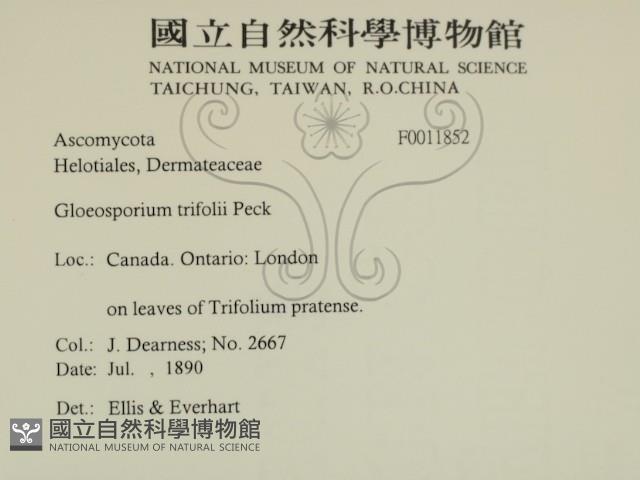 國立自然科學博物館
NATIONAL MUSEUM OF NATURAL SCIENCE
TAICHUNG, TAIWAN, R.O.CHINA
Ascomycota F0011852
Helotiales, Dermateaceae
Gloeosporium trifolii Peck
Loc.: Canada. Ontario: London
on leaves of Trifolium pratense.
Col.: J. Dearness; No. 2667
Date: Jul. , 1890
Det.: Ellis & Everhart
國立自然科學博物館
NATIONAL MUSEUM OF NATURAL SCIENCE